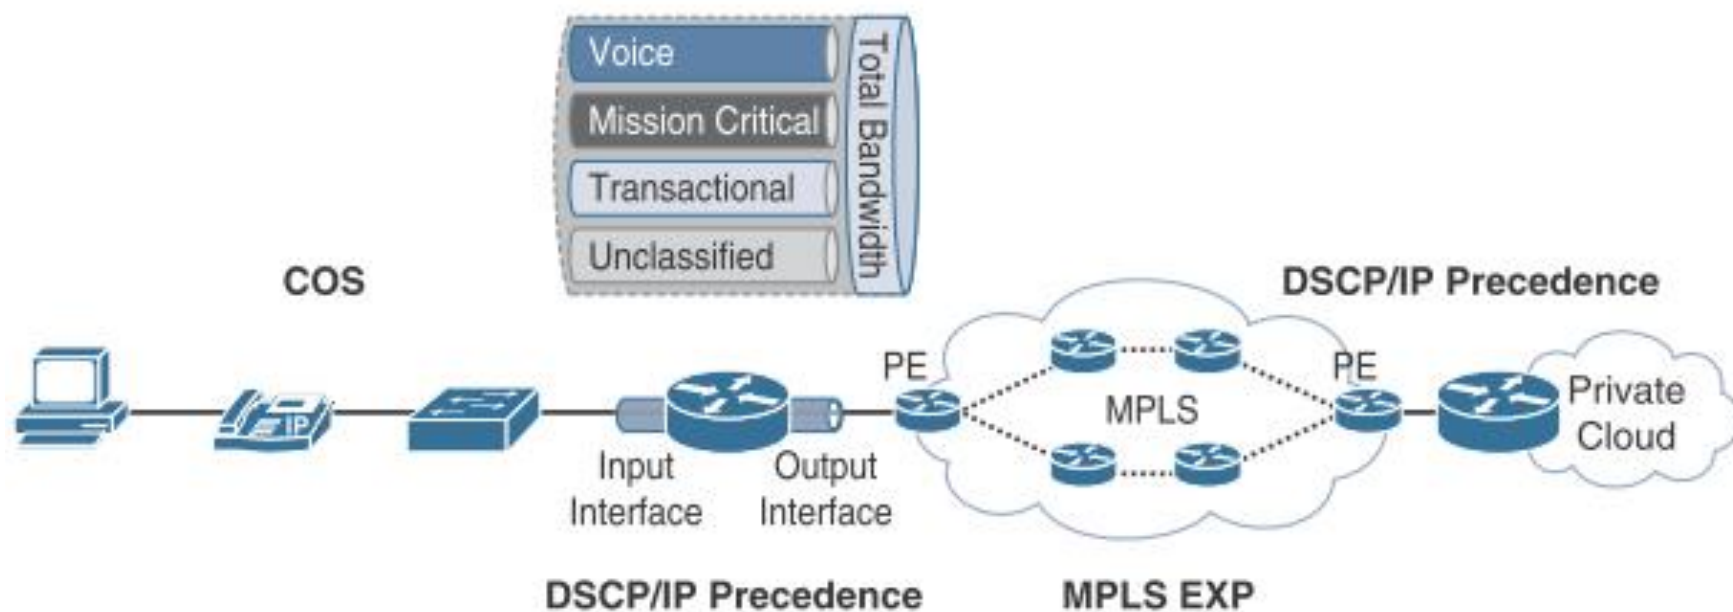 Voice
Mission Critical
Transactional
Unclassified
Total Bandwidth
COS
DSCP/IP Precedence
PE
PE
IP
MPLS
Private
Cloud
Input
Interface
Output
Interface
DSCP/IP Precedence
MPLS EXP